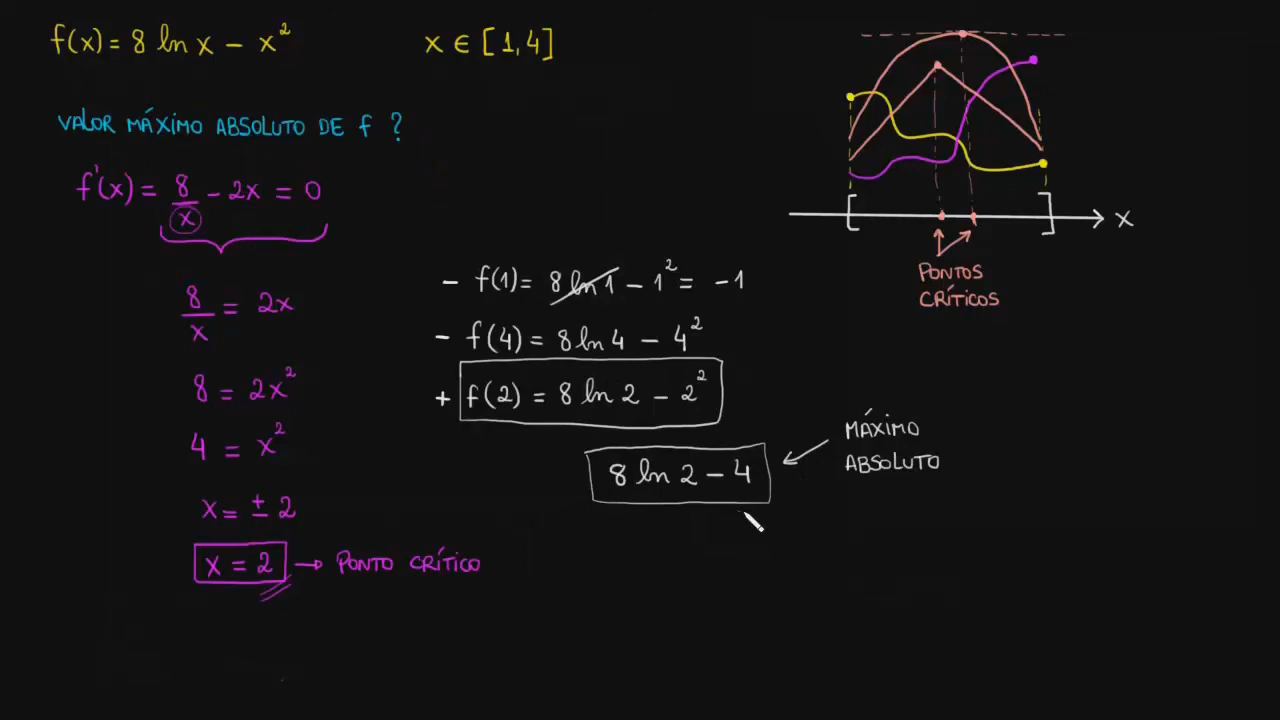 f(x) = 8 ln x − x²
x ∈ [1,4]
VALOR MÁXIMO ABSOLUTO DE f ?
f'(x) = 8/x − 2x = 0
8/x = 2x
8 = 2x²
4 = x²
x = ± 2
x = 2 → PONTO CRÍTICO
− f(1) = 8 ln 1 − 1² = −1
− f(4) = 8 ln 4 − 4²
+ f(2) = 8 ln 2 − 2²
8 ln 2 − 4
MÁXIMO
ABSOLUTO
[ ] x
PONTOS
CRÍTICOS